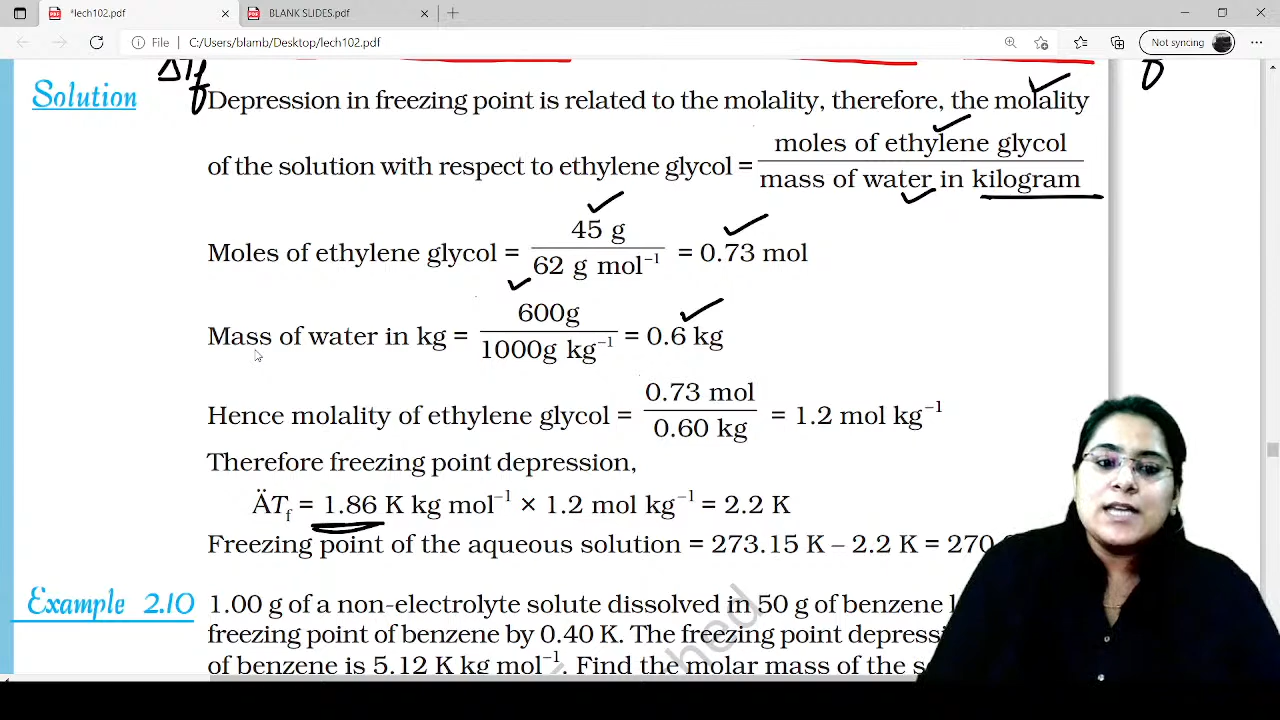 *lech102.pdf
BLANK SLIDES.pdf
File C:/Users/blamb/Desktop/lech102.pdf
Not syncing
ΔTf
Solution
Depression in freezing point is related to the molality, therefore, the molality
of the solution with respect to ethylene glycol = moles of ethylene glycol
mass of water in kilogram
Moles of ethylene glycol = 45 g / 62 g mol⁻¹ = 0.73 mol
Mass of water in kg = 600g / 1000g kg⁻¹ = 0.6 kg
Hence molality of ethylene glycol = 0.73 mol / 0.60 kg = 1.2 mol kg⁻¹
Therefore freezing point depression,
ÄTf = 1.86 K kg mol⁻¹ × 1.2 mol kg⁻¹ = 2.2 K
Freezing point of the aqueous solution = 273.15 K – 2.2 K = 270
Example 2.10
1.00 g of a non-electrolyte solute dissolved in 50 g of benzene
freezing point of benzene by 0.40 K. The freezing point depressi
of benzene is 5.12 K kg mol⁻¹. Find the molar mass of the s
hed